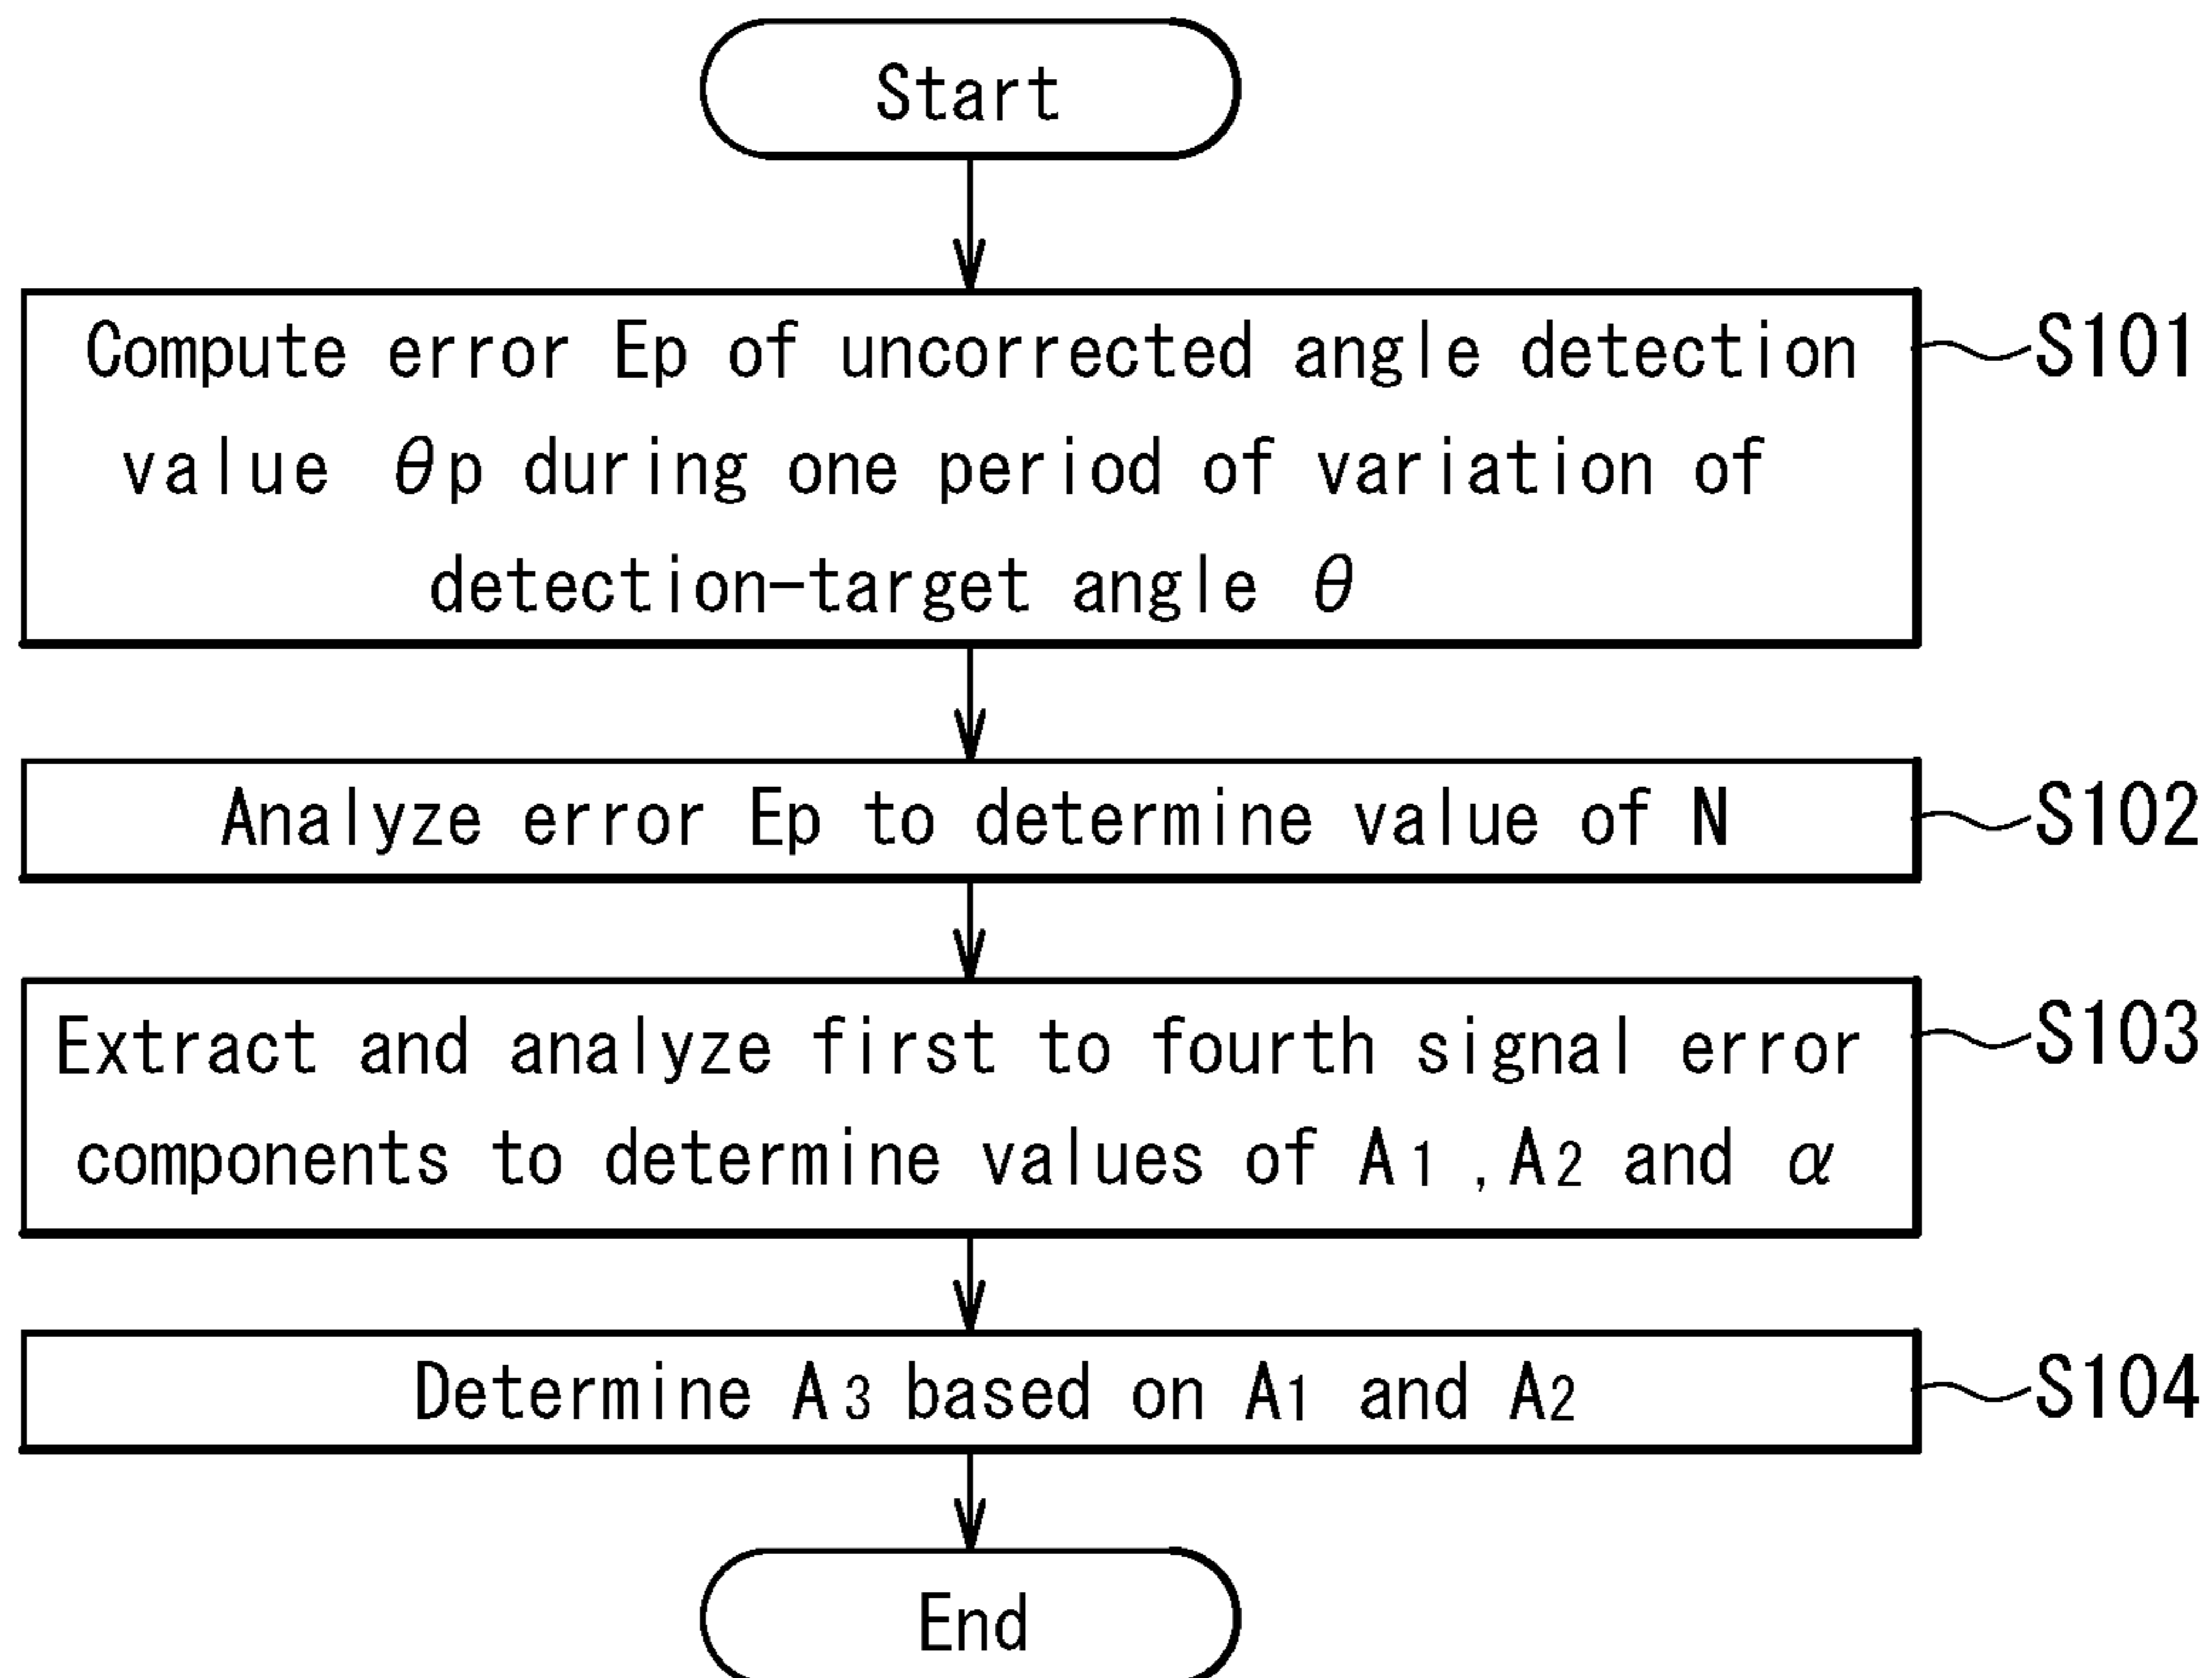 Start
Compute error Ep of uncorrected angle detection
value θp during one period of variation of
detection-target angle θ
S101
Analyze error Ep to determine value of N
S102
Extract and analyze first to fourth signal error
components to determine values of A1 ,A2 and α
S103
Determine A3 based on A1 and A2
S104
End